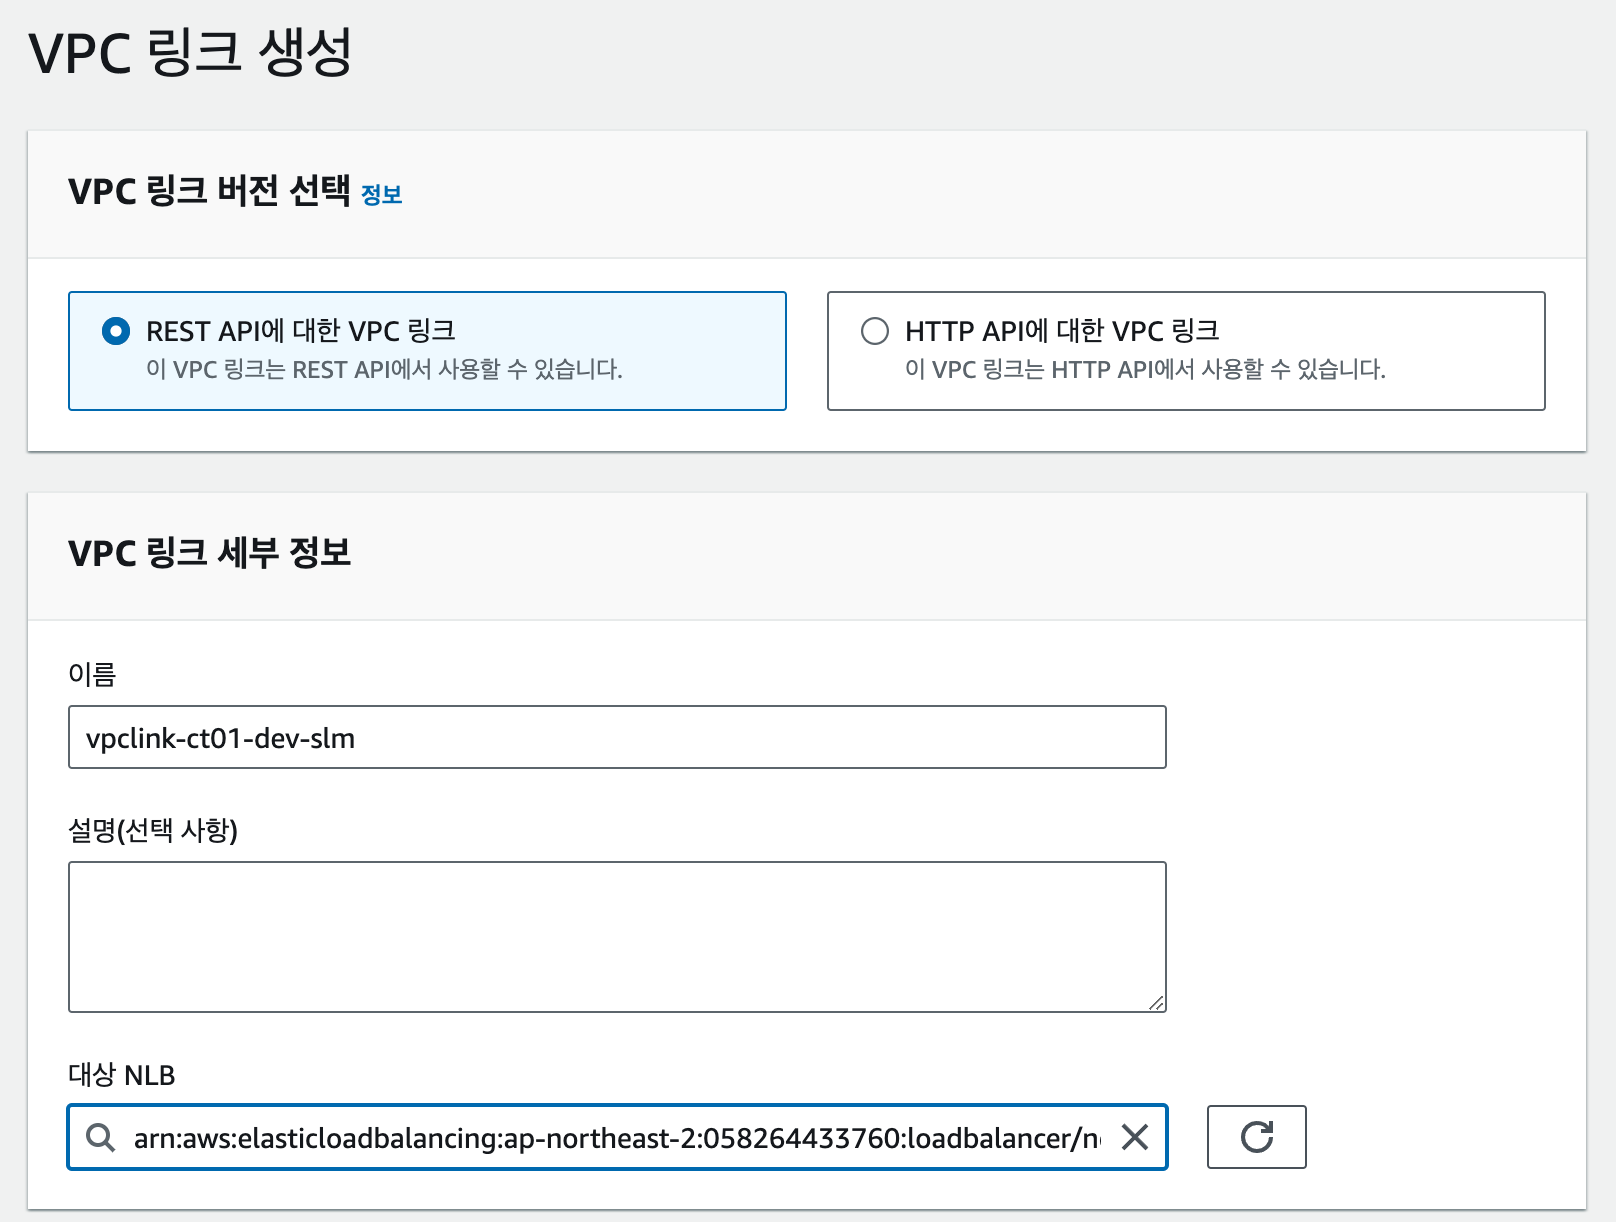 VPC 링크 생성
VPC 링크 버전 선택 정보
REST API에 대한 VPC 링크
이 VPC 링크는 REST API에서 사용할 수 있습니다.
HTTP API에 대한 VPC 링크
이 VPC 링크는 HTTP API에서 사용할 수 있습니다.
VPC 링크 세부 정보
이름
vpclink-ct01-dev-slm
설명(선택 사항)
대상 NLB
arn:aws:elasticloadbalancing:ap-northeast-2:058264433760:loadbalancer/n